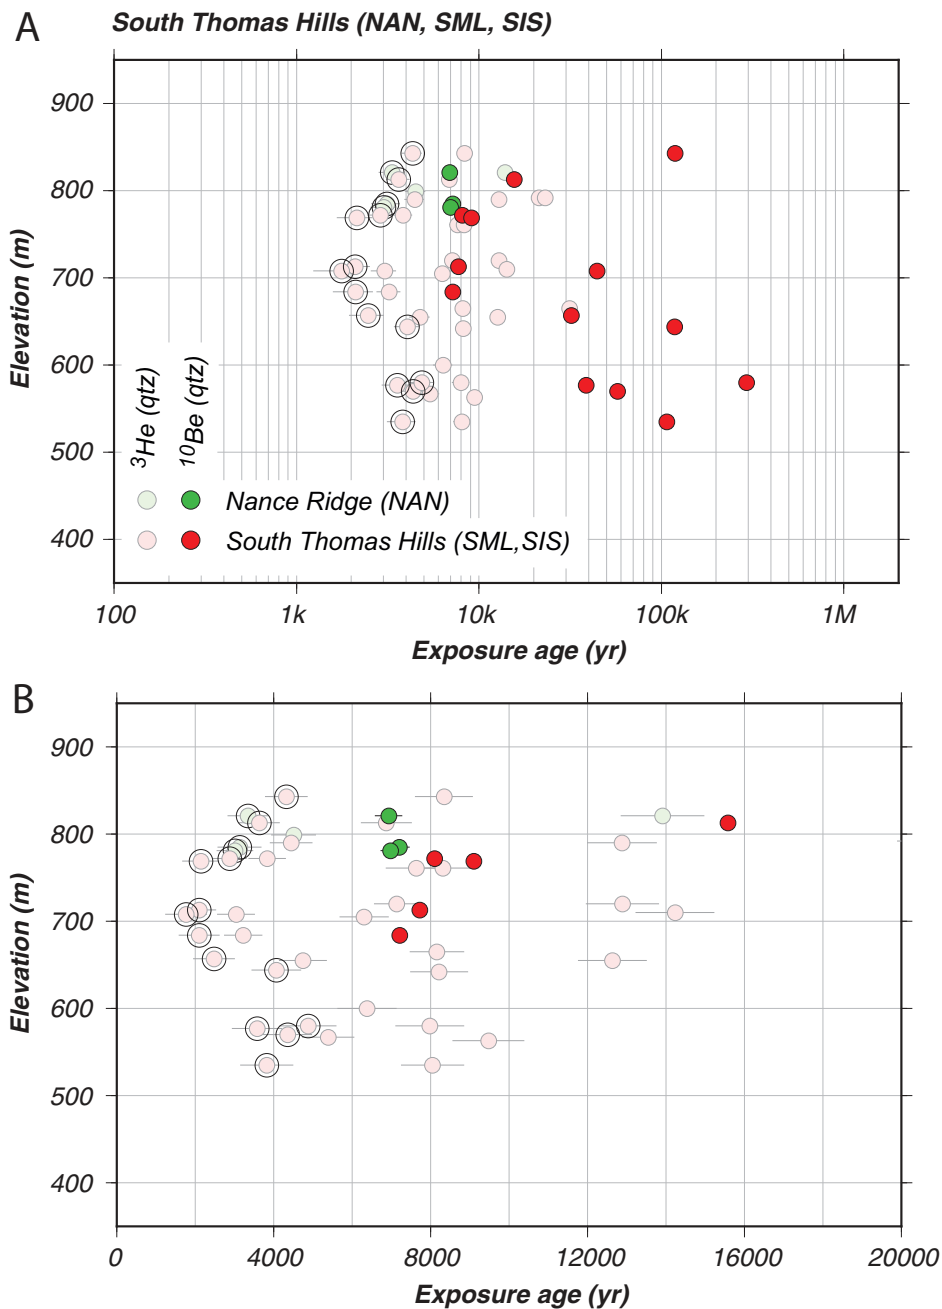 A South Thomas Hills (NAN, SML, SIS)
900
800
700
600
500
400
Elevation (m)
³He (qtz)
¹⁰Be (qtz)
Nance Ridge (NAN)
South Thomas Hills (SML,SIS)
100 1k 10k 100k 1M
Exposure age (yr)
B
900
800
700
600
500
400
Elevation (m)
0 4000 8000 12000 16000 20000
Exposure age (yr)